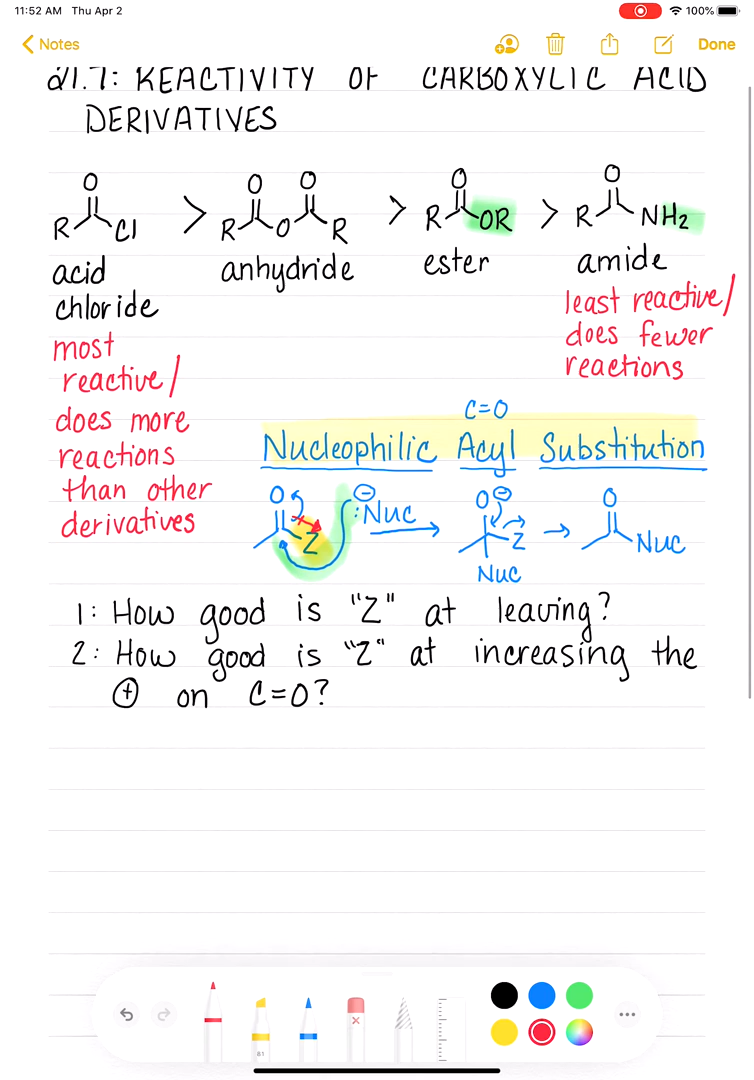 11:52 AM Thu Apr 2
100%
Notes
Done
21.7: REACTIVITY OF CARBOXYLIC ACID
DERIVATIVES
O O O O O
R Cl > R O R > R OR > R NH2
acid anhydride ester amide
chloride
least reactive/
does fewer
reactions
most
reactive/
does more
reactions
than other
derivatives
C=O
Nucleophilic Acyl Substitution
O ⊖ O ⊖ O
Z :Nuc → Z → Nuc
Nuc
1: How good is "Z" at leaving?
2: How good is "Z" at increasing the
⊕ on C=O?
81